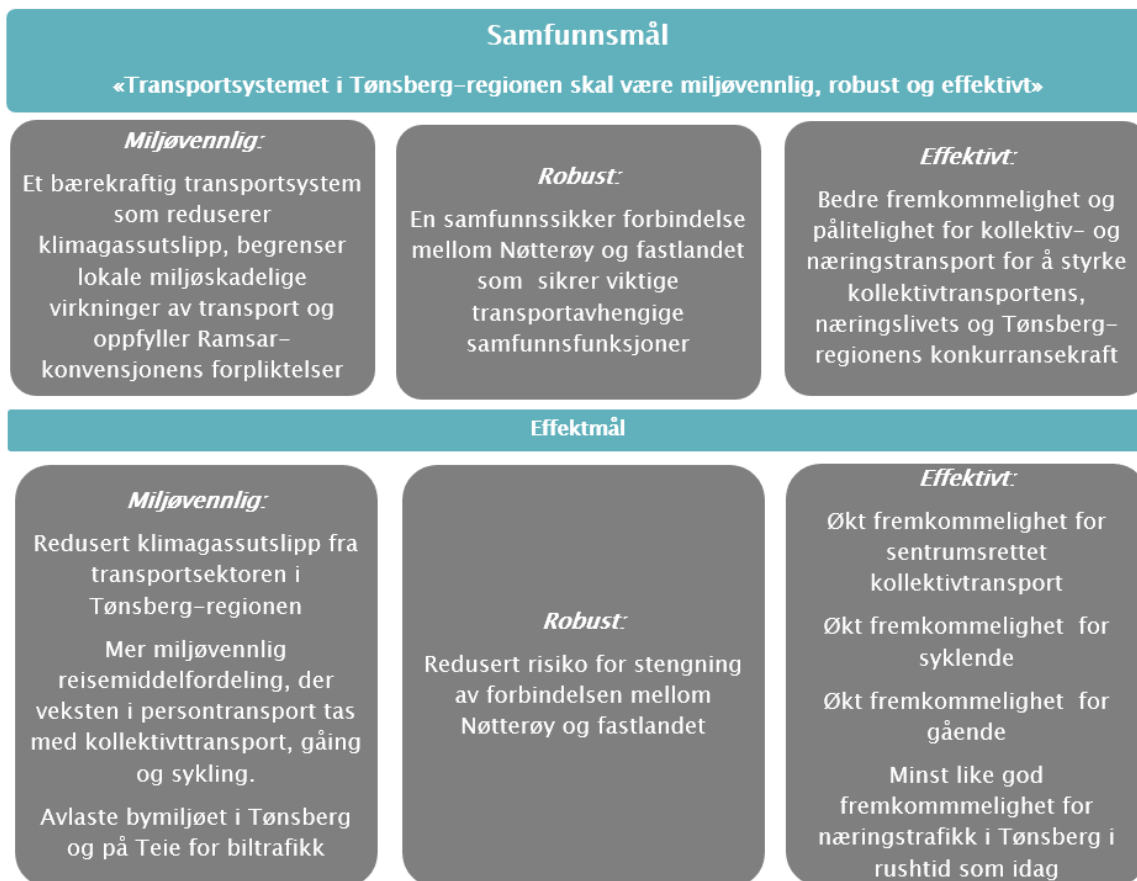 Samfunnsmål
«Transportsystemet i Tønsberg-regionen skal være miljøvennlig, robust og effektivt»
Miljøvennlig:
Et bærekraftig transportsystem
som reduserer
klimagassutslipp, begrenser
lokale miljøskadelige
virkninger av transport og
oppfyller Ramsar-
konvensjonens forpliktelser
Robust:
En samfunnssikker forbindelse
mellom Nøtterøy og fastlandet
som sikrer viktige
transportavhengige
samfunnsfunksjoner
Effektivt:
Bedre fremkommelighet og
pålitelighet for kollektiv- og
næringstransport for å styrke
kollektivtransportens,
næringslivets og Tønsberg-
regionens konkurransekraft
Effektmål
Miljøvennlig:
Redusert klimagassutslipp fra
transportsektoren i
Tønsberg-regionen
Mer miljøvennlig
reisemiddelfordeling, der
veksten i persontransport tas
med kollektivttransport, gåing
og sykling.
Avlaste bymiljøet i Tønsberg
og på Teie for biltrafikk
Robust:
Redusert risiko for stengning
av forbindelsen mellom
Nøtterøy og fastlandet
Effektivt:
Økt fremkommelighet for
sentrumsrettet
kollektivtransport
Økt fremkommelighet for
syklende
Økt fremkommelighet for
gående
Minst like god
fremkommmelighet for
næringstrafikk i Tønsberg i
rushtid som idag